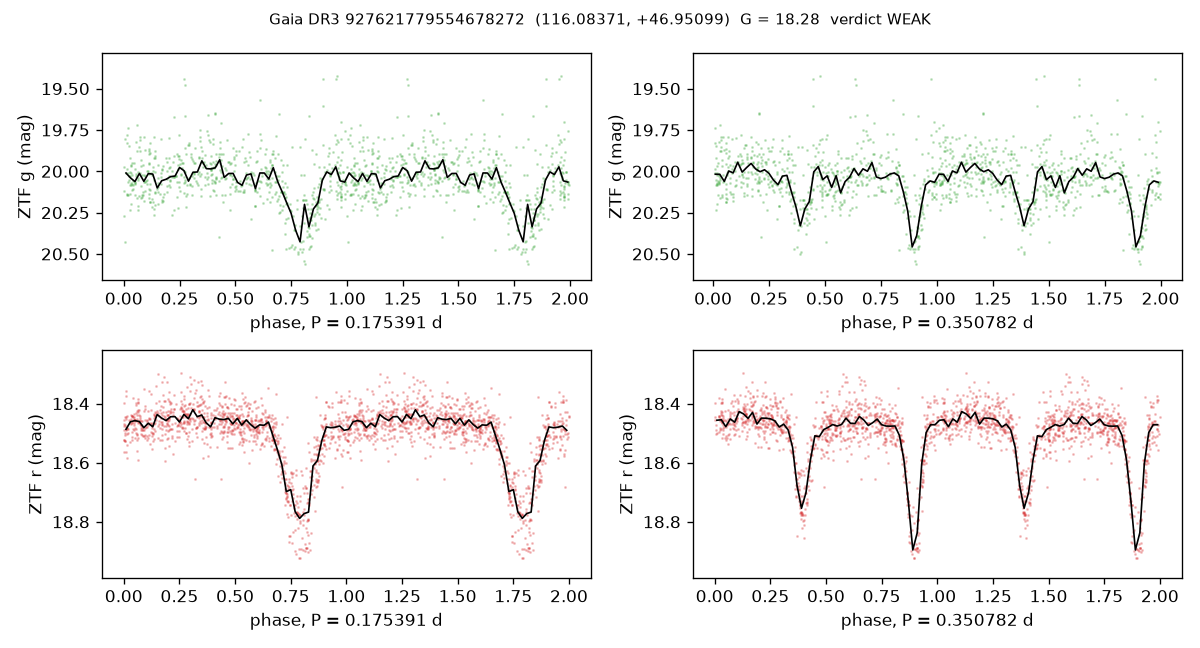 Gaia DR3 927621779554678272 (116.08371, +46.95099) G = 18.28 verdict WEAK
ZTF g (mag)
19.50
19.75
20.00
20.25
20.50
0.00 0.25 0.50 0.75 1.00 1.25 1.50 1.75 2.00
phase, P = 0.175391 d
ZTF g (mag)
19.50
19.75
20.00
20.25
20.50
0.00 0.25 0.50 0.75 1.00 1.25 1.50 1.75 2.00
phase, P = 0.350782 d
ZTF r (mag)
18.4
18.6
18.8
0.00 0.25 0.50 0.75 1.00 1.25 1.50 1.75 2.00
phase, P = 0.175391 d
ZTF r (mag)
18.4
18.6
18.8
0.00 0.25 0.50 0.75 1.00 1.25 1.50 1.75 2.00
phase, P = 0.350782 d